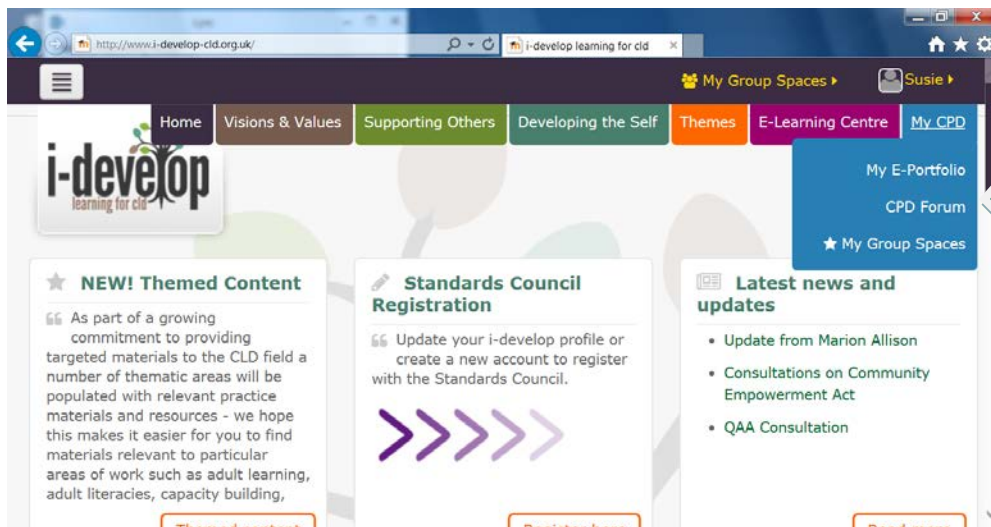 http://www.i-develop-cld.org.uk/
i-develop learning for cld
My Group Spaces
Susie
Home
Visions & Values
Supporting Others
Developing the Self
Themes
E-Learning Centre
My CPD
My E-Portfolio
CPD Forum
My Group Spaces
i-develop
learning for cld
NEW! Themed Content
As part of a growing
commitment to providing
targeted materials to the CLD field a
number of thematic areas will be
populated with relevant practice
materials and resources - we hope
this makes it easier for you to find
materials relevant to particular
areas of work such as adult learning,
adult literacies, capacity building,
Themed content
Standards Council
Registration
Update your i-develop profile or
create a new account to register
with the Standards Council.
Register here
Latest news and
updates
Update from Marion Allison
Consultations on Community
Empowerment Act
QAA Consultation